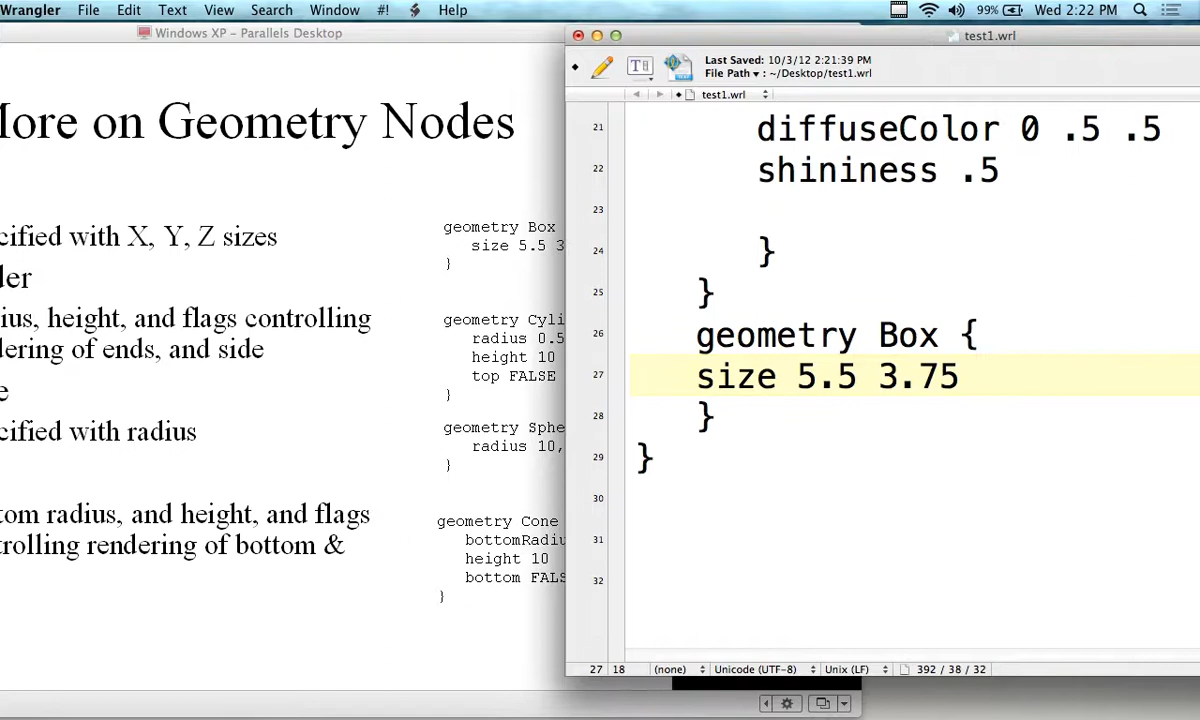 Wrangler File Edit Text View Search Window #! Help 99% Wed 2:22 PM
Windows XP - Parallels Desktop
More on Geometry Nodes
cified with X, Y, Z sizes
der
ius, height, and flags controlling
dering of ends, and side
e
cified with radius
tom radius, and height, and flags
trolling rendering of bottom &
geometry Box
size 5.5 3
}
geometry Cyli
radius 0.5
height 10
top FALSE
}
geometry Sphe
radius 10,
}
geometry Cone
bottomRadiu
height 10
bottom FALS
}
test1.wrl
Last Saved: 10/3/12 2:21:39 PM
File Path : ~/Desktop/test1.wrl
test1.wrl
21 diffuseColor 0 .5 .5
22 shininess .5
23
24 }
25 }
26 geometry Box {
27 size 5.5 3.75
28 }
29 }
30
31
32
27 18 (none) Unicode (UTF-8) Unix (LF) 392 / 38 / 32